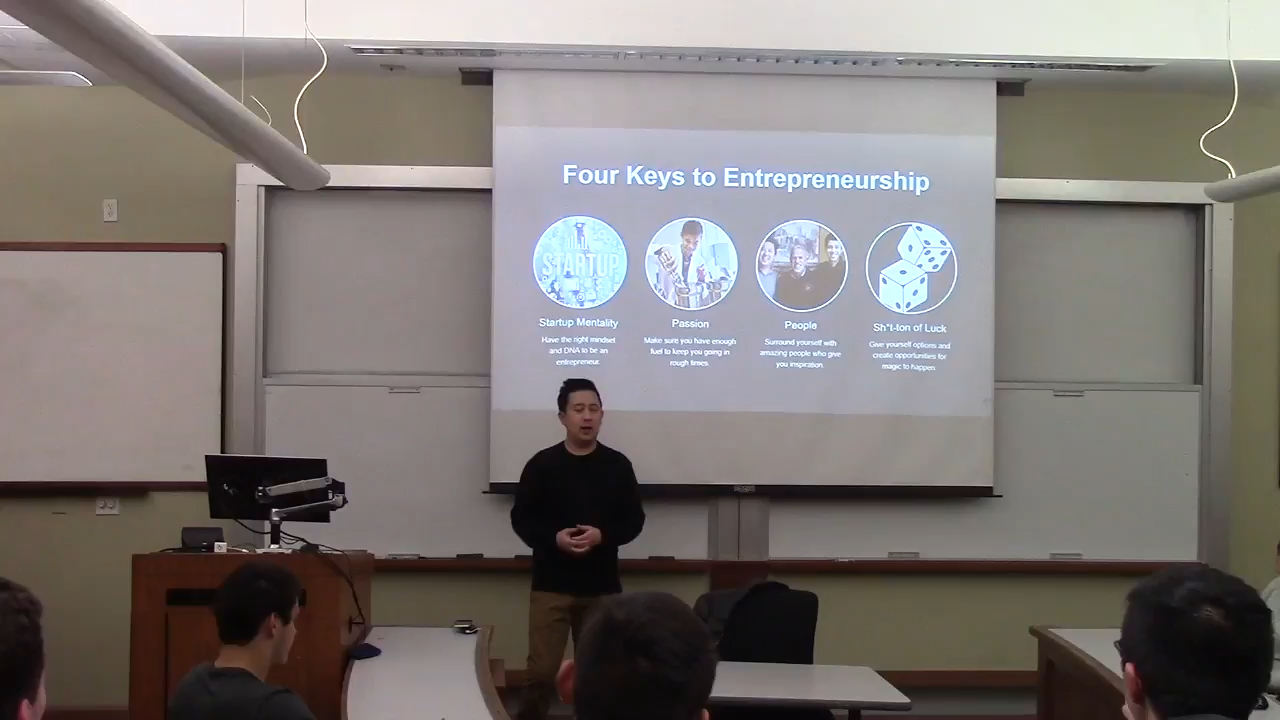 Four Keys to Entrepreneurship
STARTUP
Startup Mentality
Have the right mindset
and DNA to be an
entrepreneur.
Passion
Make sure you have enough
fuel to keep you going in
rough times.
People
Surround yourself with
amazing people who give
you inspiration.
Sh*t-ton of Luck
Give yourself options and
create opportunities for
magic to happen.